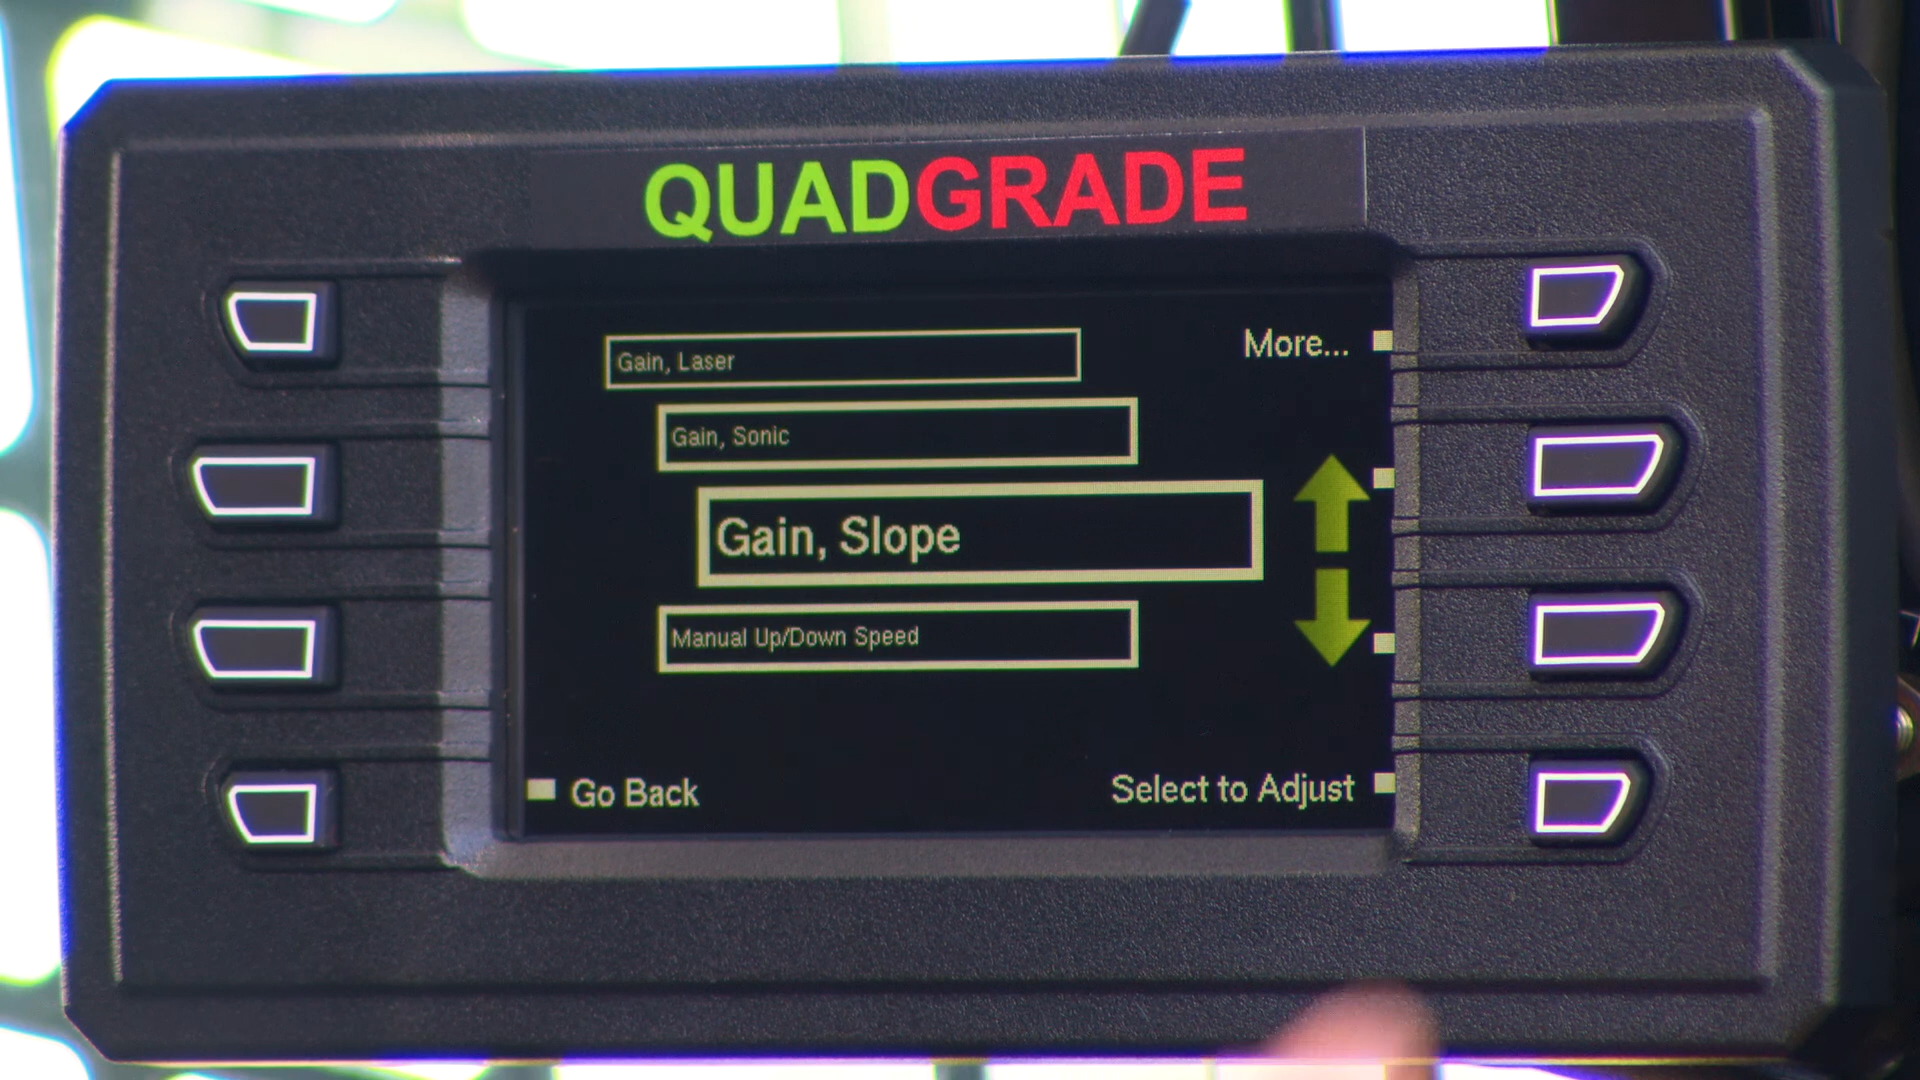 QUADGRADE
Gain, Laser
More...
Gain, Sonic
Gain, Slope
Manual Up/Down Speed
Go Back
Select to Adjust